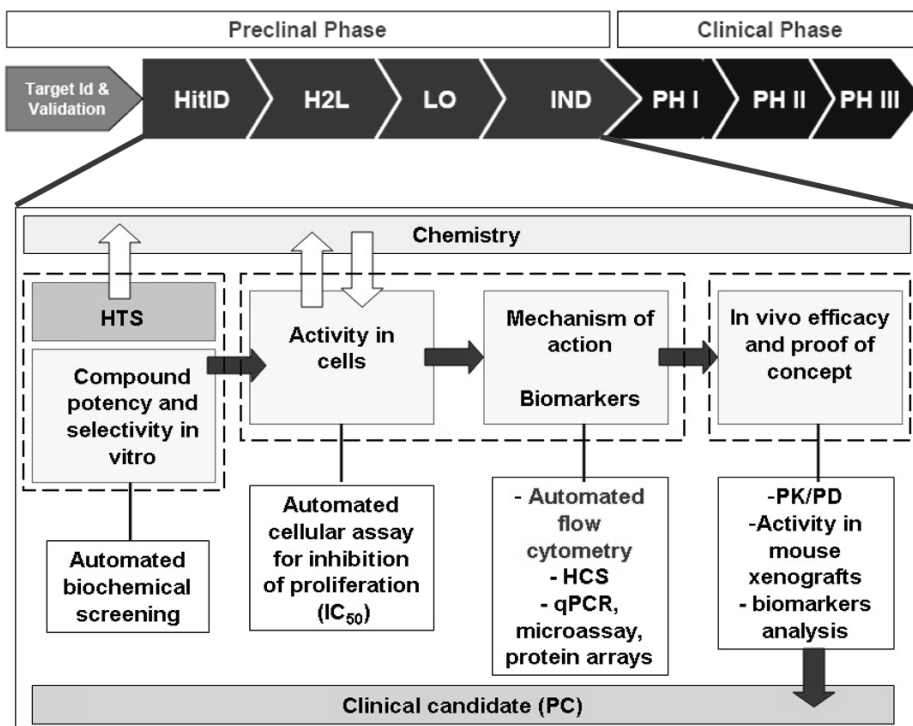 Preclinal Phase
Clinical Phase
Target Id &
Validation
HitID
H2L
LO
IND
PH I
PH II
PH III
Chemistry
HTS
Compound
potency and
selectivity in
vitro
Activity in
cells
Mechanism of
action
Biomarkers
In vivo efficacy
and proof of
concept
Automated
biochemical
screening
Automated
cellular assay
for inhibition
of proliferation
(IC50)
- Automated
flow
cytometry
- HCS
- qPCR,
microassay,
protein arrays
-PK/PD
-Activity in
mouse
xenografts
- biomarkers
analysis
Clinical candidate (PC)